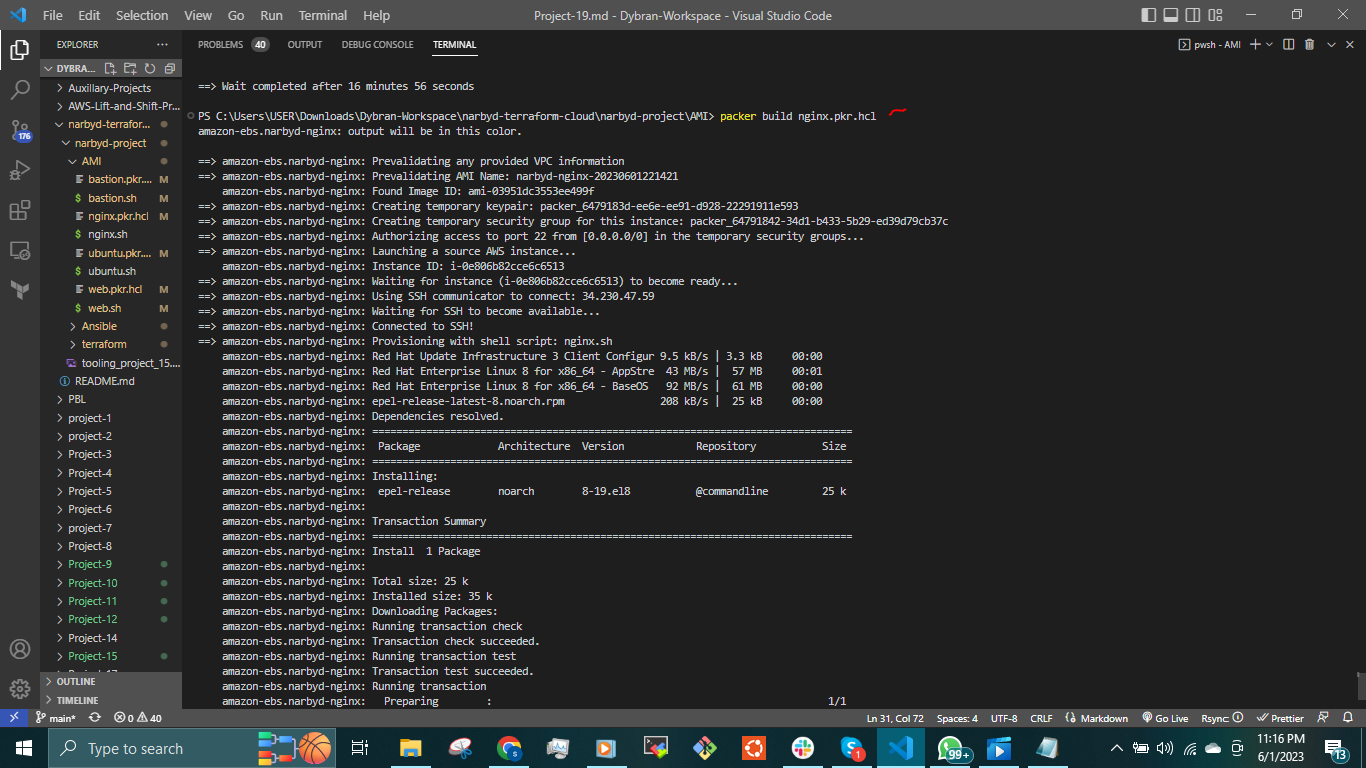 File Edit Selection View Go Run Terminal Help
Project-19.md - Dybran-Workspace - Visual Studio Code
EXPLORER
DYBRA...
Auxillary-Projects
AWS-Lift-and-Shift-Pr...
narbyd-terrafor...
narbyd-project
AMI
bastion.pkr.... M
$ bastion.sh M
nginx.pkr.hcl M
$ nginx.sh
ubuntu.pkr.... M
$ ubuntu.sh
web.pkr.hcl M
$ web.sh M
Ansible
terraform
tooling_project_15....
README.md
PBL
project-1
project-2
Project-3
Project-4
Project-5
Project-6
project-7
Project-8
Project-9
Project-10
Project-11
Project-12
Project-14
Project-15
OUTLINE
TIMELINE
176
PROBLEMS 40 OUTPUT DEBUG CONSOLE TERMINAL
pwsh - AMI
==> Wait completed after 16 minutes 56 seconds
PS C:\Users\USER\Downloads\Dybran-Workspace\narbyd-terraform-cloud\narbyd-project\AMI> packer build nginx.pkr.hcl
amazon-ebs.narbyd-nginx: output will be in this color.
==> amazon-ebs.narbyd-nginx: Prevalidating any provided VPC information
==> amazon-ebs.narbyd-nginx: Prevalidating AMI Name: narbyd-nginx-20230601221421
amazon-ebs.narbyd-nginx: Found Image ID: ami-03951dc3553ee499f
==> amazon-ebs.narbyd-nginx: Creating temporary keypair: packer_6479183d-ee6e-ee91-d928-22291911e593
==> amazon-ebs.narbyd-nginx: Creating temporary security group for this instance: packer_64791842-34d1-b433-5b29-ed39d79cb37c
==> amazon-ebs.narbyd-nginx: Authorizing access to port 22 from [0.0.0.0/0] in the temporary security groups...
==> amazon-ebs.narbyd-nginx: Launching a source AWS instance...
amazon-ebs.narbyd-nginx: Instance ID: i-0e806b82cce6c6513
==> amazon-ebs.narbyd-nginx: Waiting for instance (i-0e806b82cce6c6513) to become ready...
==> amazon-ebs.narbyd-nginx: Using SSH communicator to connect: 34.230.47.59
==> amazon-ebs.narbyd-nginx: Waiting for SSH to become available...
==> amazon-ebs.narbyd-nginx: Connected to SSH!
==> amazon-ebs.narbyd-nginx: Provisioning with shell script: nginx.sh
amazon-ebs.narbyd-nginx: Red Hat Update Infrastructure 3 Client Configur 9.5 kB/s | 3.3 kB 00:00
amazon-ebs.narbyd-nginx: Red Hat Enterprise Linux 8 for x86_64 - AppStre 43 MB/s | 57 MB 00:01
amazon-ebs.narbyd-nginx: Red Hat Enterprise Linux 8 for x86_64 - BaseOS 92 MB/s | 61 MB 00:00
amazon-ebs.narbyd-nginx: epel-release-latest-8.noarch.rpm 208 kB/s | 25 kB 00:00
amazon-ebs.narbyd-nginx: Dependencies resolved.
amazon-ebs.narbyd-nginx: ================================================================================
amazon-ebs.narbyd-nginx: Package Architecture Version Repository Size
amazon-ebs.narbyd-nginx: ================================================================================
amazon-ebs.narbyd-nginx: Installing:
amazon-ebs.narbyd-nginx: epel-release noarch 8-19.el8 @commandline 25 k
amazon-ebs.narbyd-nginx:
amazon-ebs.narbyd-nginx: Transaction Summary
amazon-ebs.narbyd-nginx: ================================================================================
amazon-ebs.narbyd-nginx: Install 1 Package
amazon-ebs.narbyd-nginx:
amazon-ebs.narbyd-nginx: Total size: 25 k
amazon-ebs.narbyd-nginx: Installed size: 35 k
amazon-ebs.narbyd-nginx: Downloading Packages:
amazon-ebs.narbyd-nginx: Running transaction check
amazon-ebs.narbyd-nginx: Transaction check succeeded.
amazon-ebs.narbyd-nginx: Running transaction test
amazon-ebs.narbyd-nginx: Transaction test succeeded.
amazon-ebs.narbyd-nginx: Running transaction
amazon-ebs.narbyd-nginx: Preparing : 1/1
main* 0 40 Ln 31, Col 72 Spaces: 4 UTF-8 CRLF Markdown Go Live Rsync: Prettier
Type to search
1
99+
11:16 PM
6/1/2023
13